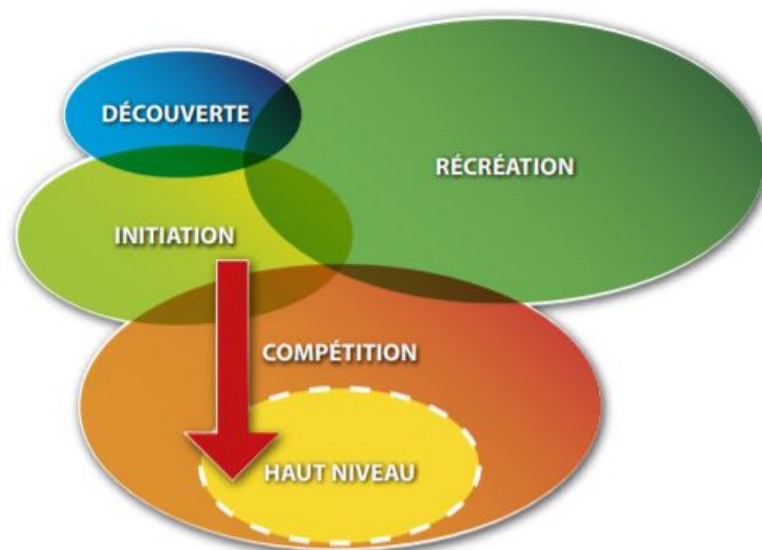 DÉCOUVERTE
RÉCRÉATION
INITIATION
COMPÉTITION
HAUT NIVEAU